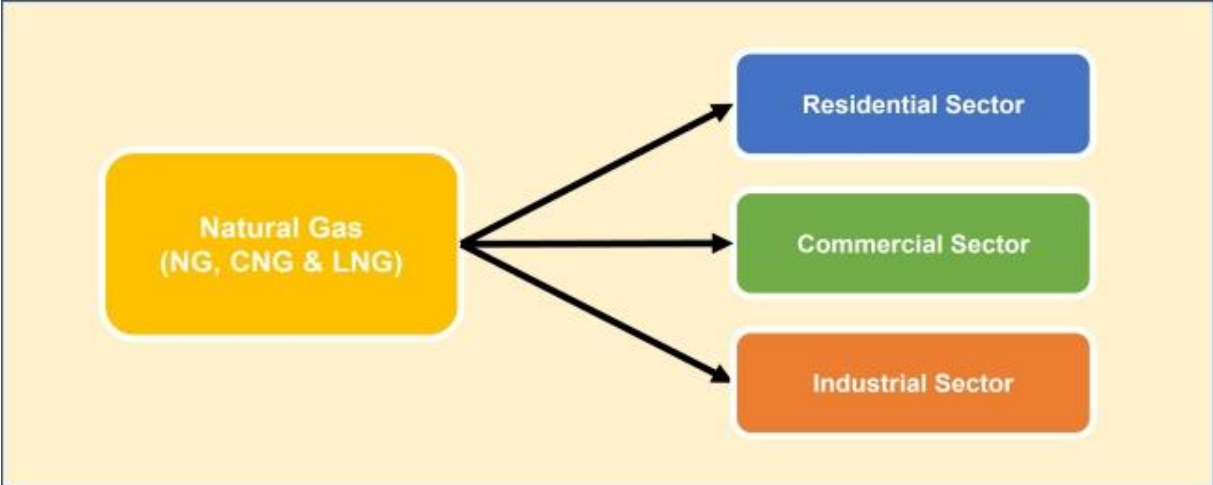 Natural Gas
(NG, CNG & LNG)
Residential Sector
Commercial Sector
Industrial Sector